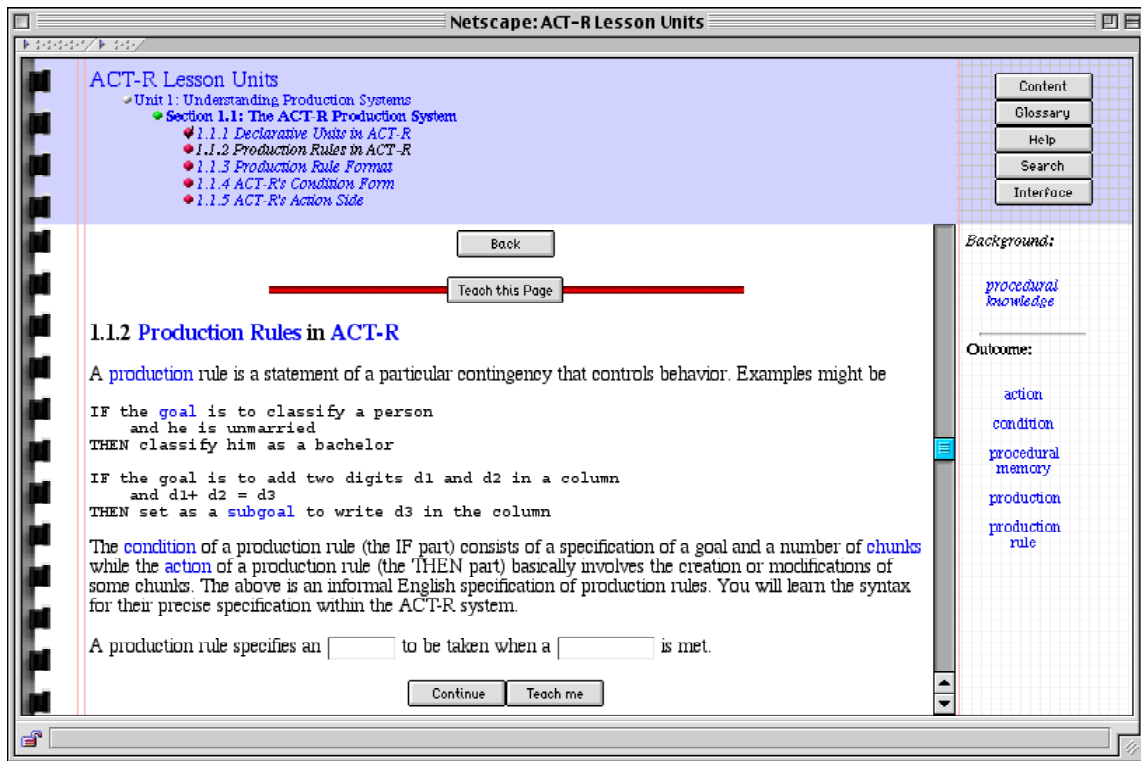 Netscape: ACT-R Lesson Units
ACT-R Lesson Units
Unit 1: Understanding Production Systems
Section 1.1: The ACT-R Production System
1.1.1 Declarative Units in ACT-R
1.1.2 Production Rules in ACT-R
1.1.3 Production Rule Format
1.1.4 ACT-R's Condition Form
1.1.5 ACT-R's Action Side
Content
Glossary
Help
Search
Interface
Back
Teach this Page
1.1.2 Production Rules in ACT-R
A production rule is a statement of a particular contingency that controls behavior. Examples might be
IF the goal is to classify a person
and he is unmarried
THEN classify him as a bachelor
IF the goal is to add two digits d1 and d2 in a column
and d1+ d2 = d3
THEN set as a subgoal to write d3 in the column
The condition of a production rule (the IF part) consists of a specification of a goal and a number of chunks
while the action of a production rule (the THEN part) basically involves the creation or modifications of
some chunks. The above is an informal English specification of production rules. You will learn the syntax
for their precise specification within the ACT-R system.
A production rule specifies an to be taken when a is met.
Continue
Teach me
Background:
procedural
knowledge
Outcome:
action
condition
procedural
memory
production
production
rule